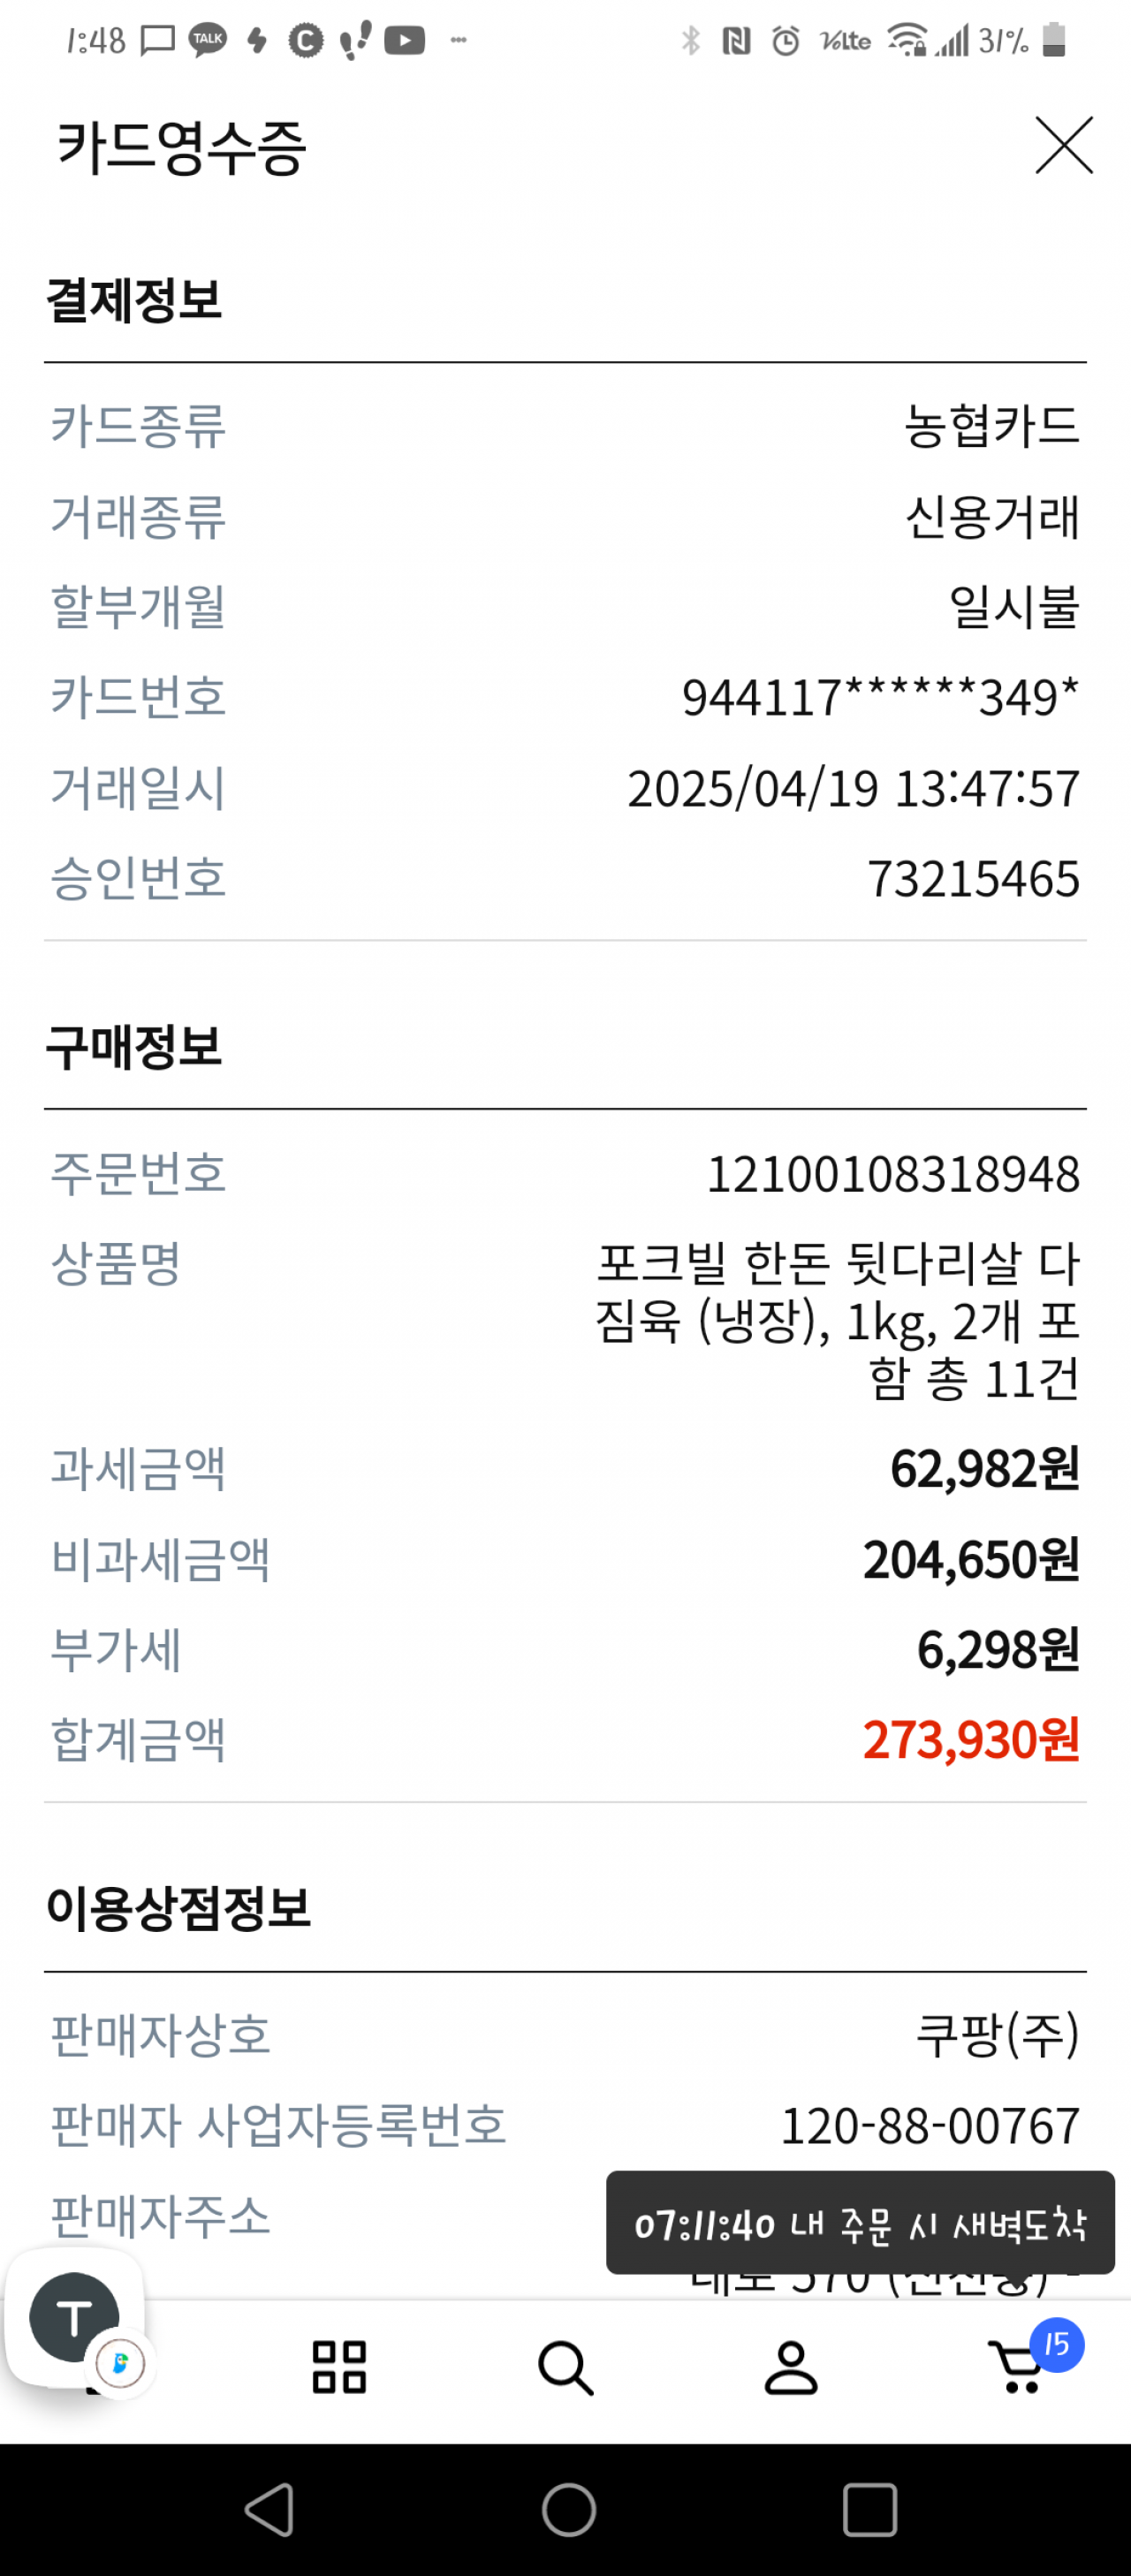 1:48 TALK C N Volte 31%
카드영수증
결제정보
카드종류 농협카드
거래종류 신용거래
할부개월 일시불
카드번호 944117******349*
거래일시 2025/04/19 13:47:57
승인번호 73215465
구매정보
주문번호 12100108318948
상품명 포크빌 한돈 뒷다리살 다
짐육 (냉장), 1kg, 2개 포
함 총 11건
과세금액 62,982원
비과세금액 204,650원
부가세 6,298원
합계금액 273,930원
이용상점정보
판매자상호 쿠팡(주)
판매자 사업자등록번호 120-88-00767
판매자주소
07:11:40 내 주문 시 새벽도착
대로 570 (신천동) -
T
15